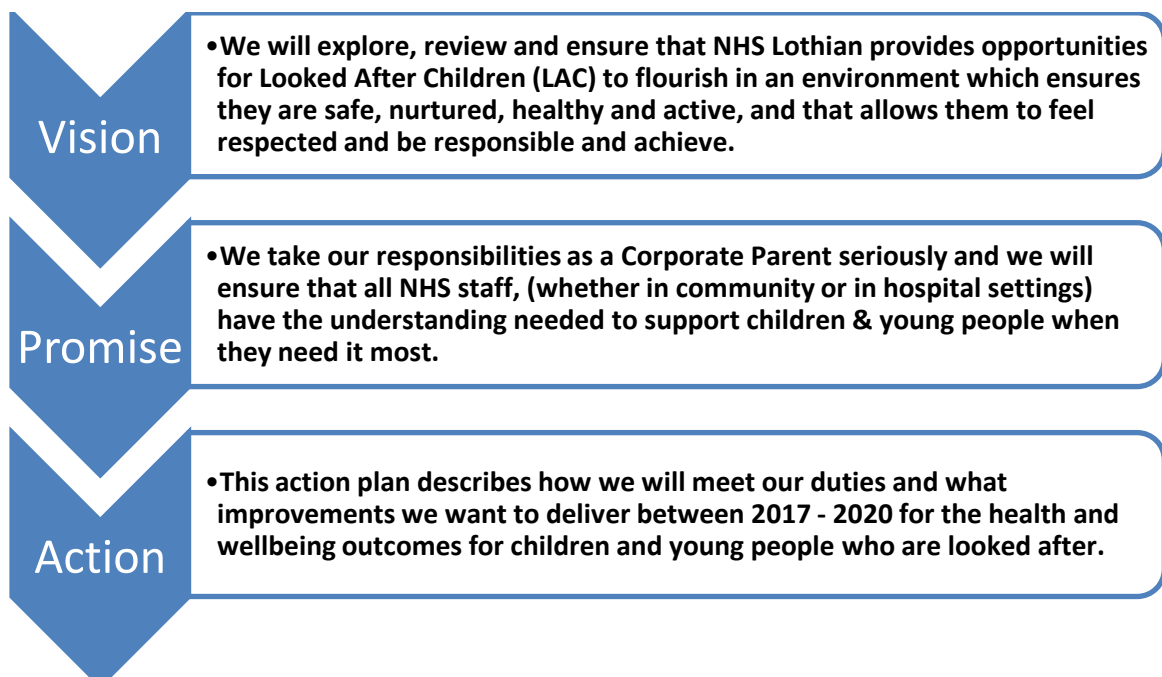 Vision
•We will explore, review and ensure that NHS Lothian provides opportunities
for Looked After Children (LAC) to flourish in an environment which ensures
they are safe, nurtured, healthy and active, and that allows them to feel
respected and be responsible and achieve.
Promise
•We take our responsibilities as a Corporate Parent seriously and we will
ensure that all NHS staff, (whether in community or in hospital settings)
have the understanding needed to support children & young people when
they need it most.
Action
•This action plan describes how we will meet our duties and what
improvements we want to deliver between 2017 - 2020 for the health and
wellbeing outcomes for children and young people who are looked after.